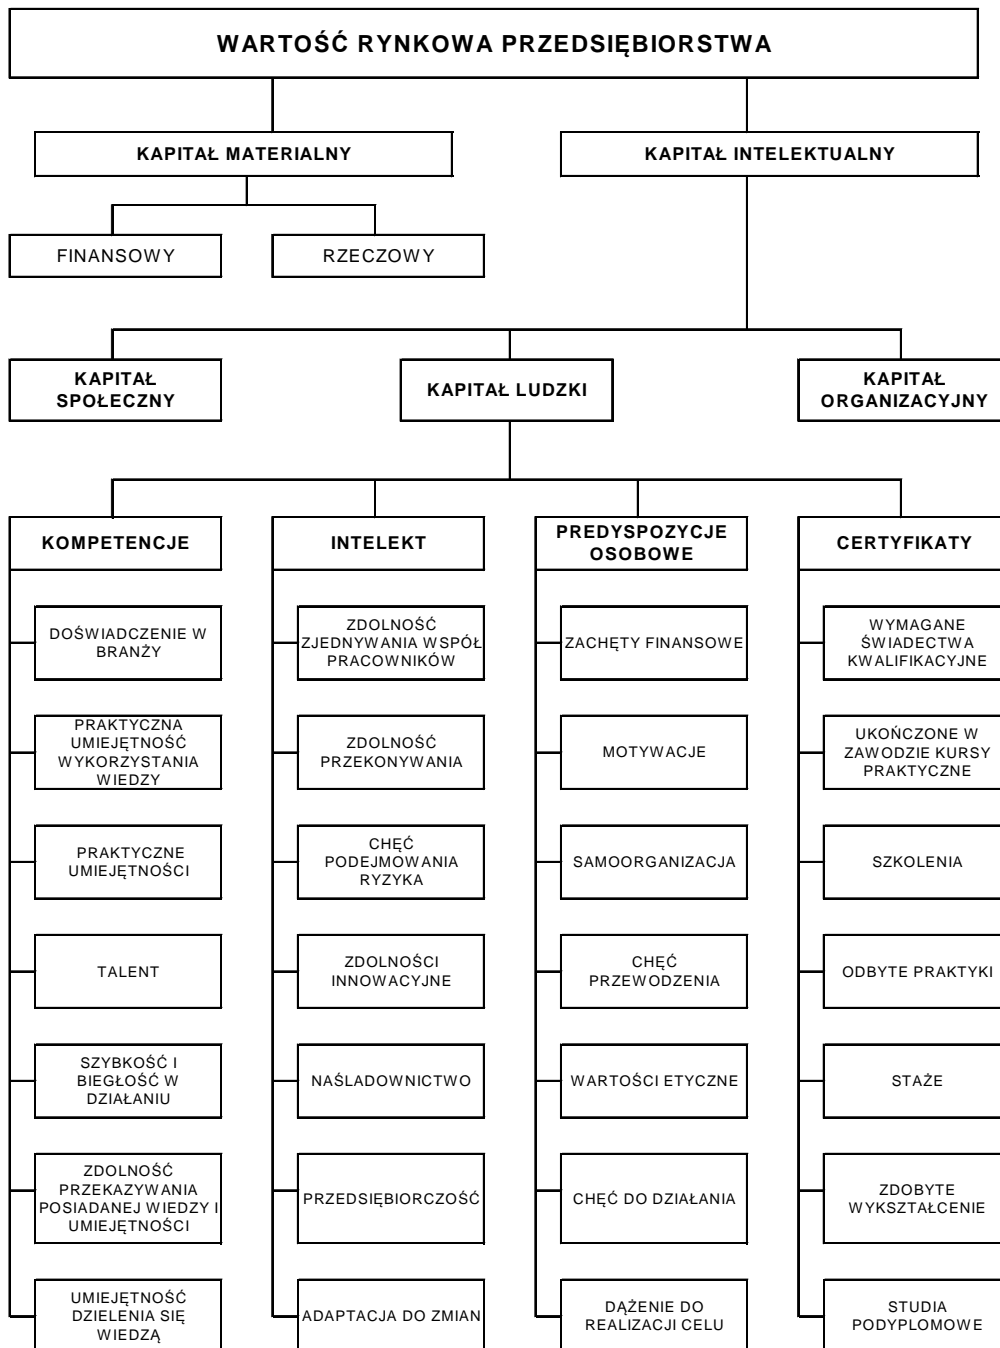 WARTOŚĆ RYNKOWA PRZEDSIĘBIORSTWA
KAPITAŁ MATERIALNY
KAPITAŁ INTELEKTUALNY
FINANSOWY
RZECZOWY
KAPITAŁ
SPOŁECZNY
KAPITAŁ LUDZKI
KAPITAŁ
ORGANIZACYJNY
KOMPETENCJE
DOŚWIADCZENIE W
BRANŻY
PRAKTYCZNA
UMIEJĘTNOŚĆ
WYKORZYSTANIA
WIEDZY
PRAKTYCZNE
UMIEJĘTNOŚCI
TALENT
SZYBKOŚĆ I
BIEGŁOŚĆ W
DZIAŁANIU
ZDOLNOŚĆ
PRZEKAZYWANIA
POSIADANEJ WIEDZY I
UMIEJĘTNOŚCI
UMIEJĘTNOŚĆ
DZIELENIA SIĘ
WIEDZĄ
INTELEKT
ZDOLNOŚĆ
ZJEDNYWANIA WSPÓŁ
PRACOWNIKÓW
ZDOLNOŚĆ
PRZEKONYWANIA
CHĘĆ
PODEJMOWANIA
RYZYKA
ZDOLNOŚCI
INNOWACYJNE
NAŚLADOWNICTWO
PRZEDSIĘBIORCZOŚĆ
ADAPTACJA DO ZMIAN
PREDYSPOZYCJE
OSOBOWE
ZACHĘTY FINANSOWE
MOTYWACJE
SAMOORGANIZACJA
CHĘĆ
PRZEWODZENIA
WARTOŚCI ETYCZNE
CHĘĆ DO DZIAŁANIA
DĄŻENIE DO
REALIZACJI CELU
CERTYFIKATY
WYMAGANE
ŚWIADECTWA
KWALIFIKACYJNE
UKOŃCZONE W
ZAWODZIE KURSY
PRAKTYCZNE
SZKOLENIA
ODBYTE PRAKTYKI
STAŻE
ZDOBYTE
WYKSZTAŁCENIE
STUDIA
PODYPLOMOWE